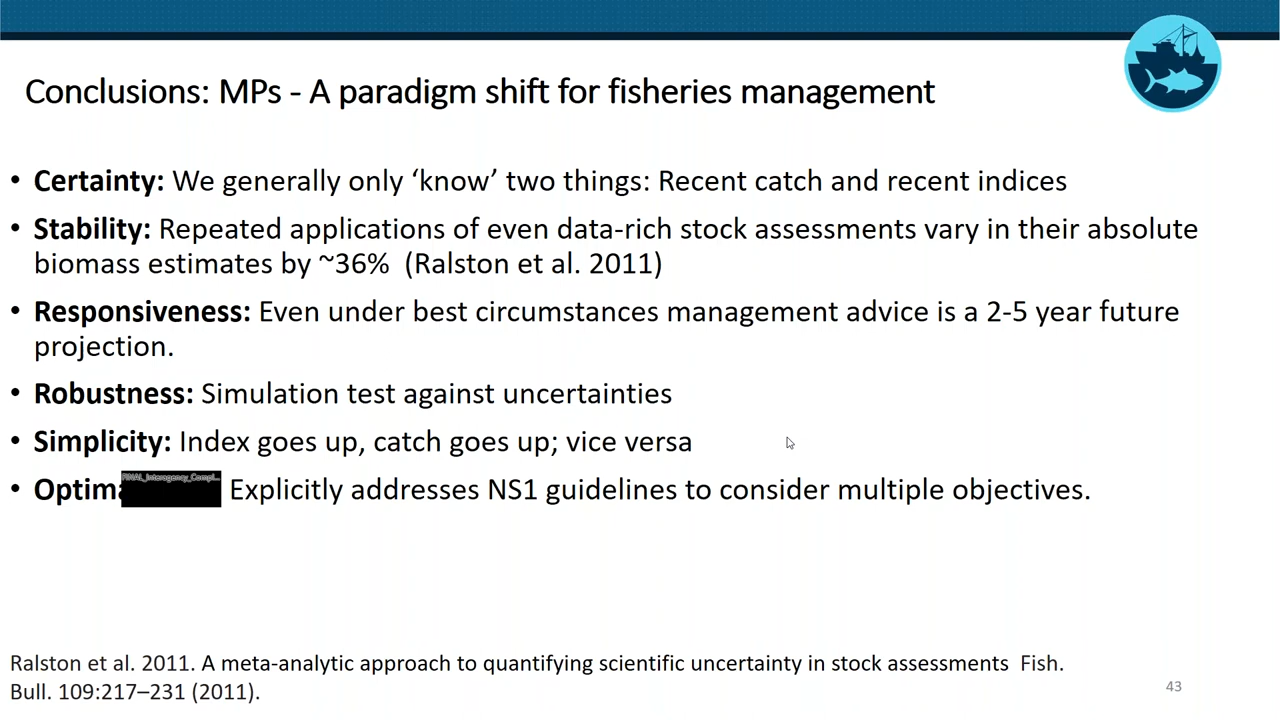 Conclusions: MPs - A paradigm shift for fisheries management
• Certainty: We generally only ‘know’ two things: Recent catch and recent indices
• Stability: Repeated applications of even data-rich stock assessments vary in their absolute
biomass estimates by ~36% (Ralston et al. 2011)
• Responsiveness: Even under best circumstances management advice is a 2-5 year future
projection.
• Robustness: Simulation test against uncertainties
• Simplicity: Index goes up, catch goes up; vice versa
• Explicitly addresses NS1 guidelines to consider multiple objectives.
Ralston et al. 2011. A meta-analytic approach to quantifying scientific uncertainty in stock assessments Fish.
Bull. 109:217–231 (2011).
43